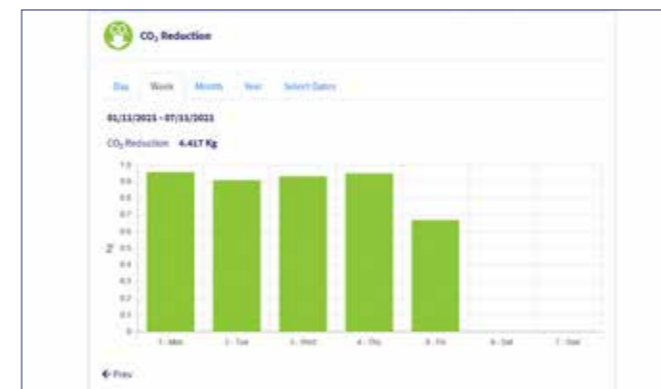 CO₂ Reduction
Day Week Month Year Select Dates
01/11/2021 - 07/11/2021
CO₂ Reduction 4.417 Kg
1.0
0.9
0.8
0.7
0.6
0.5
0.4
0.3
0.2
0.1
0
Kg
1 - Mon 2 - Tue 3 - Wed 4 - Thu 5 - Fri 6 - Sat 7 - Sun
← Prev